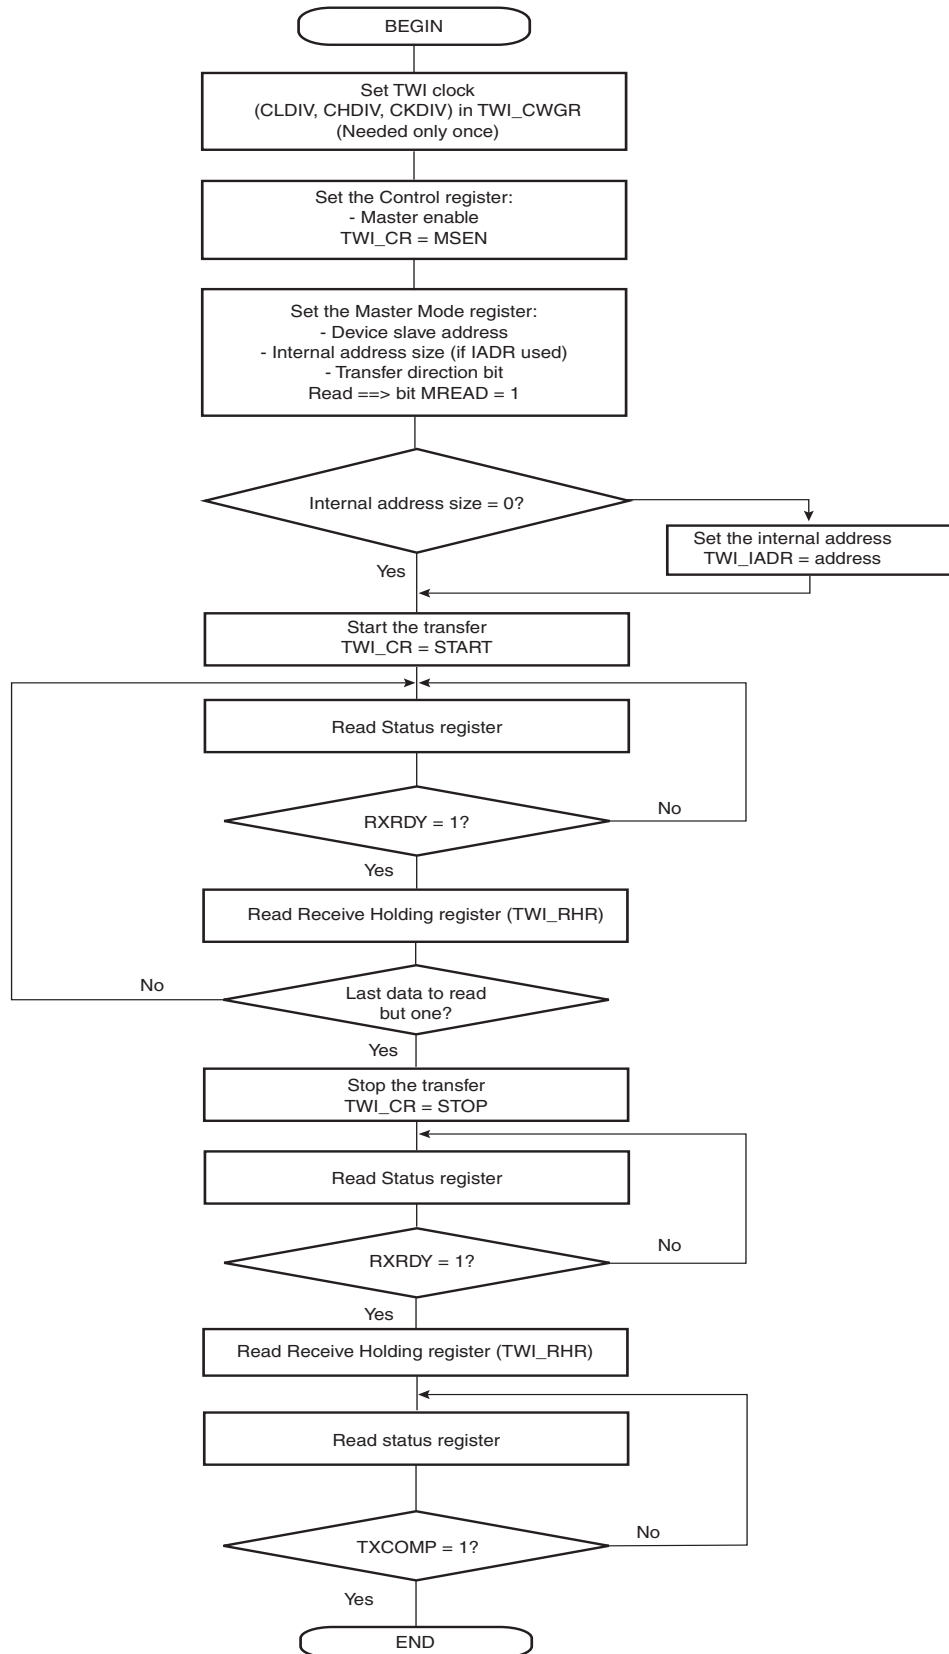 BEGIN
Set TWI clock
(CLDIV, CHDIV, CKDIV) in TWI_CWGR
(Needed only once)
Set the Control register:
- Master enable
TWI_CR = MSEN
Set the Master Mode register:
- Device slave address
- Internal address size (if IADR used)
- Transfer direction bit
Read ==> bit MREAD = 1
Internal address size = 0?
Set the internal address
TWI_IADR = address
Yes
Start the transfer
TWI_CR = START
Read Status register
RXRDY = 1?
No
Yes
Read Receive Holding register (TWI_RHR)
No
Last data to read
but one?
Yes
Stop the transfer
TWI_CR = STOP
Read Status register
RXRDY = 1?
No
Yes
Read Receive Holding register (TWI_RHR)
Read status register
TXCOMP = 1?
No
Yes
END